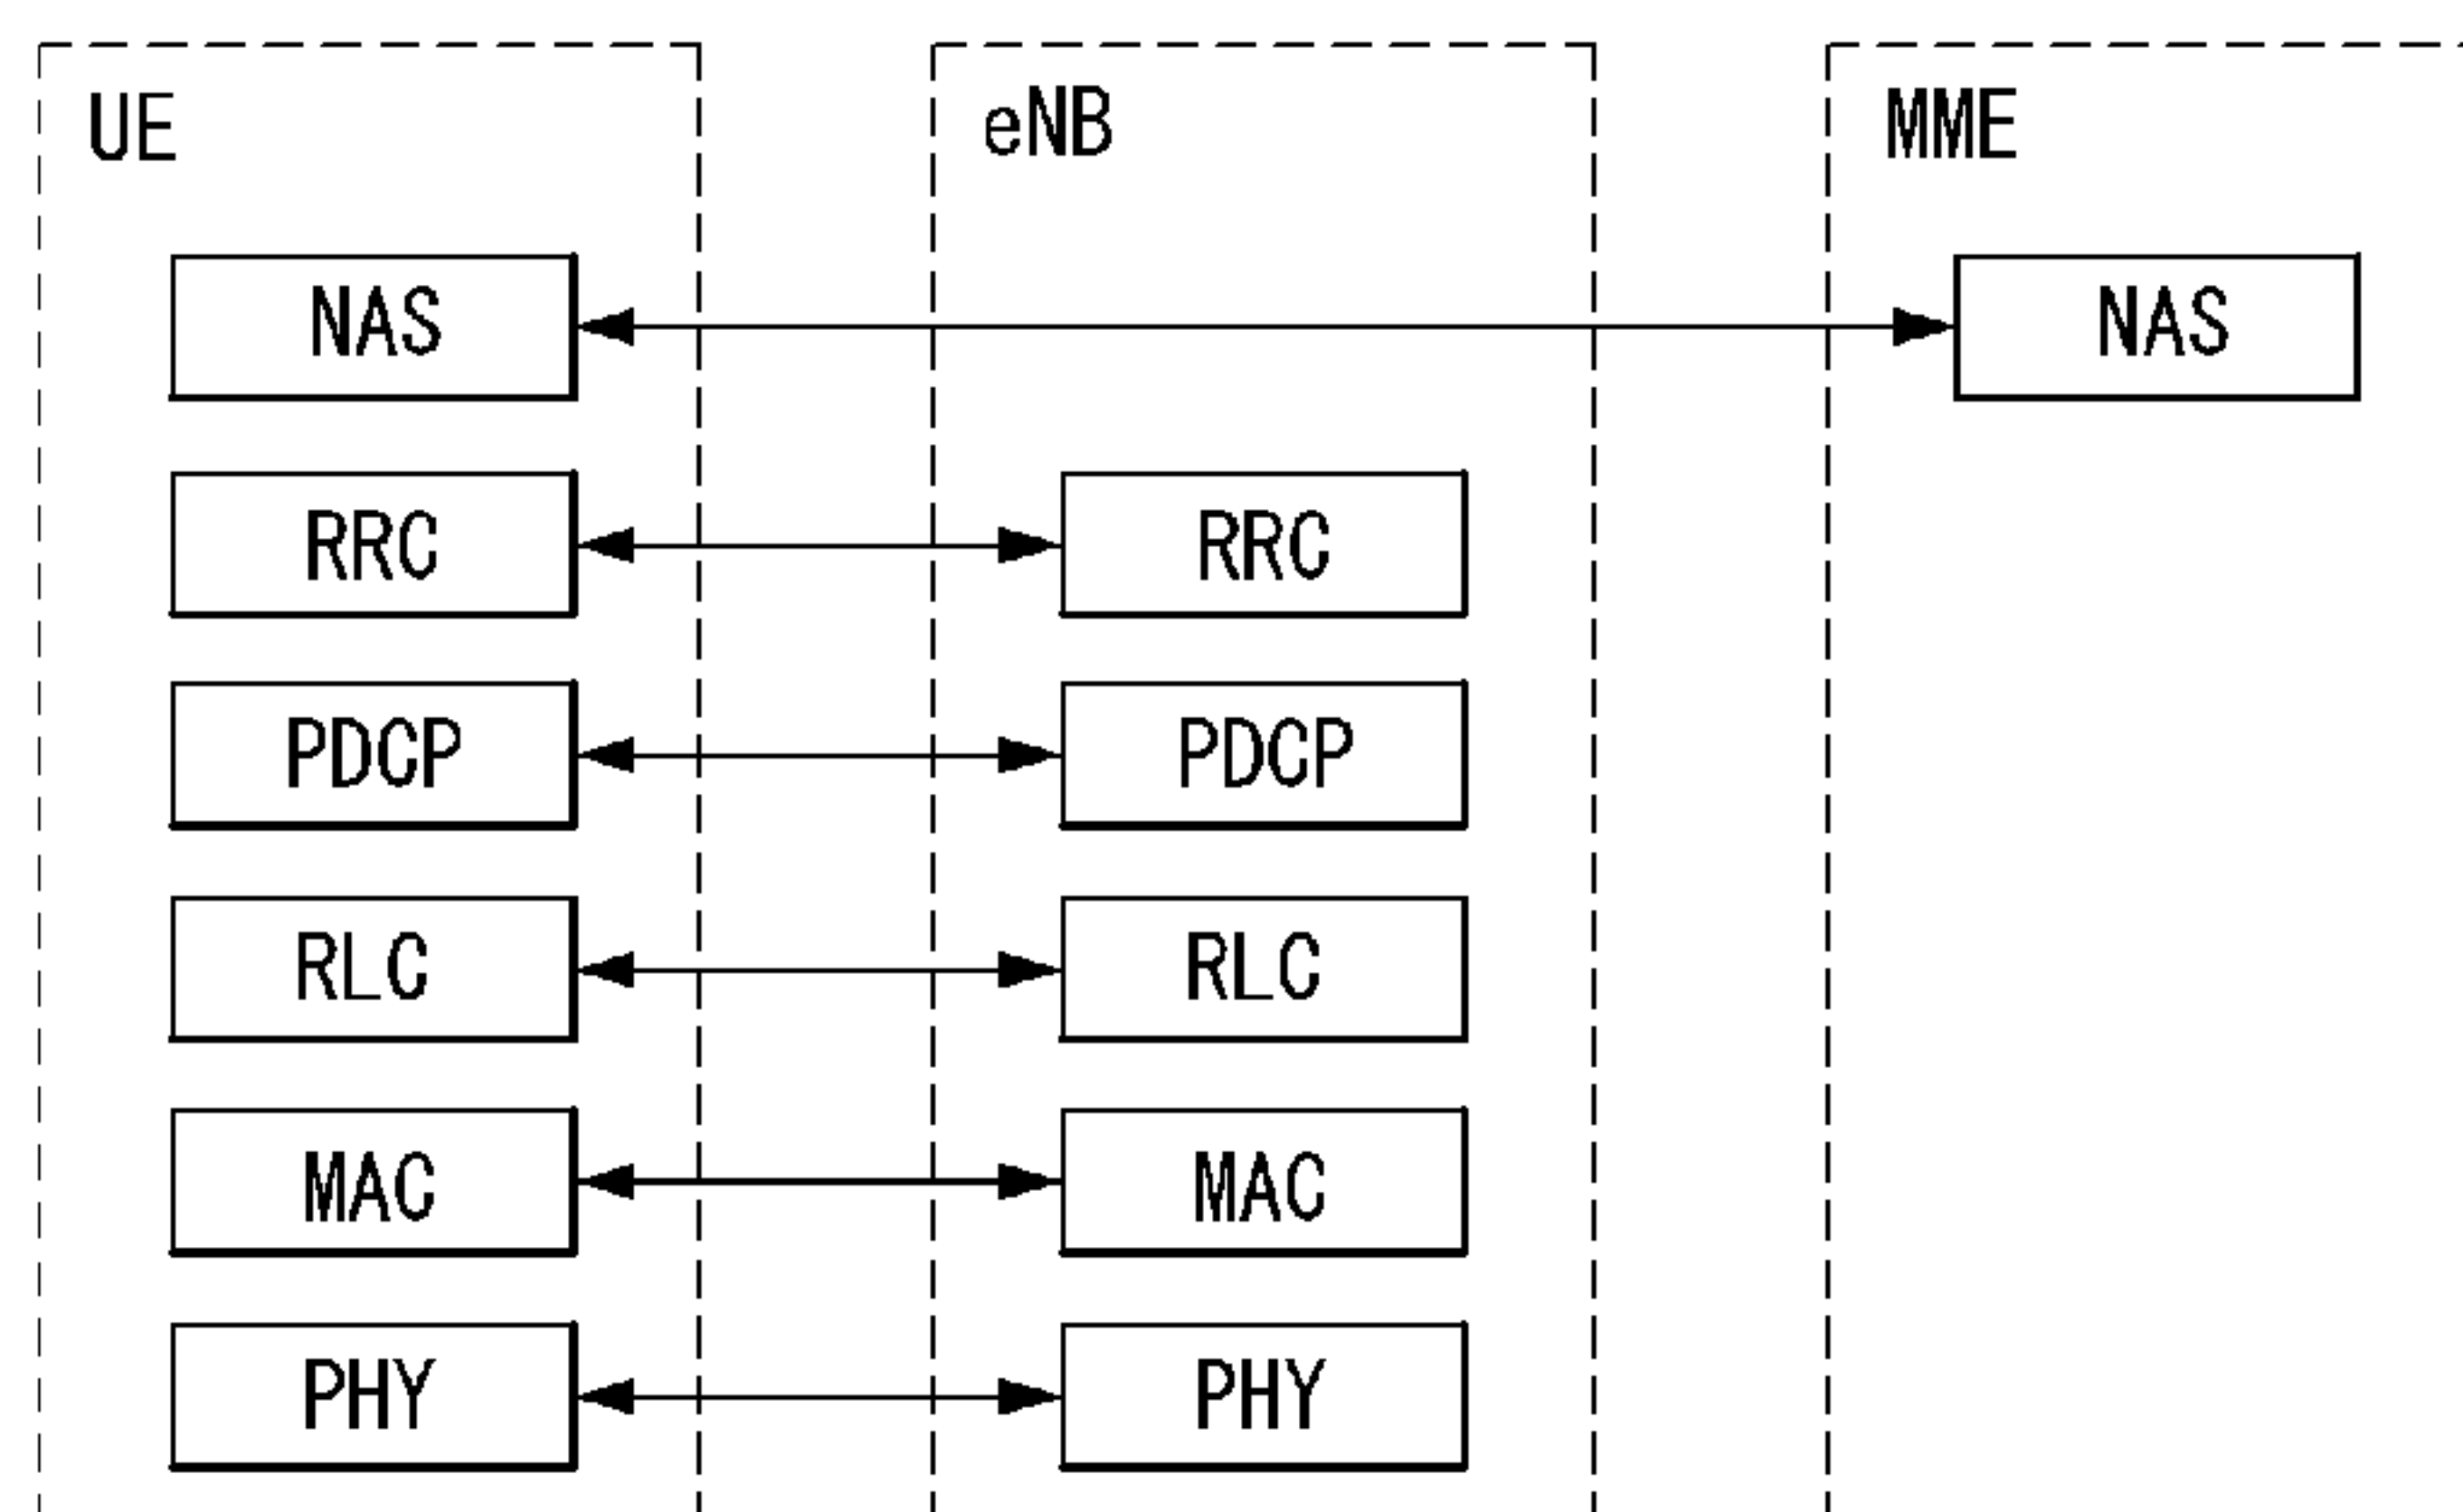 UE eNB MME
NAS NAS
RRC RRC
PDCP PDCP
RLC RLC
MAC MAC
PHY PHY